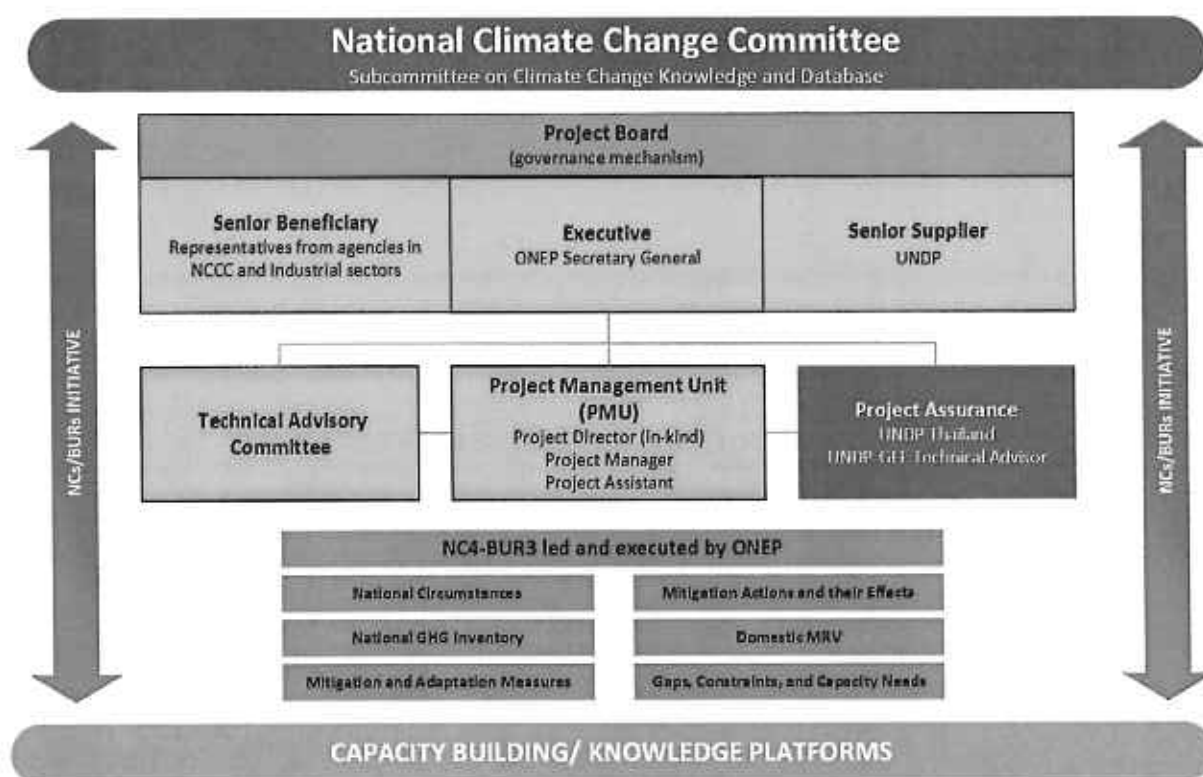 National Climate Change Committee
Subcommittee on Climate Change Knowledge and Database
Project Board
(governance mechanism)
Senior Beneficiary
Representatives from agencies in
NCCC and Industrial sectors
Executive
ONEP Secretary General
Senior Supplier
UNDP
Technical Advisory
Committee
Project Management Unit
(PMU)
Project Director (In-kind)
Project Manager
Project Assistant
Project Assurance
UNDP Thailand
UNDP-GEF Technical Advisor
NC4-BUR3 led and executed by ONEP
National Circumstances
Mitigation Actions and their Effects
National GHG Inventory
Domestic MRV
Mitigation and Adaptation Measures
Gaps, Constraints, and Capacity Needs
NCs/BURs INITIATIVE
NCs/BURs INITIATIVE
CAPACITY BUILDING/ KNOWLEDGE PLATFORMS